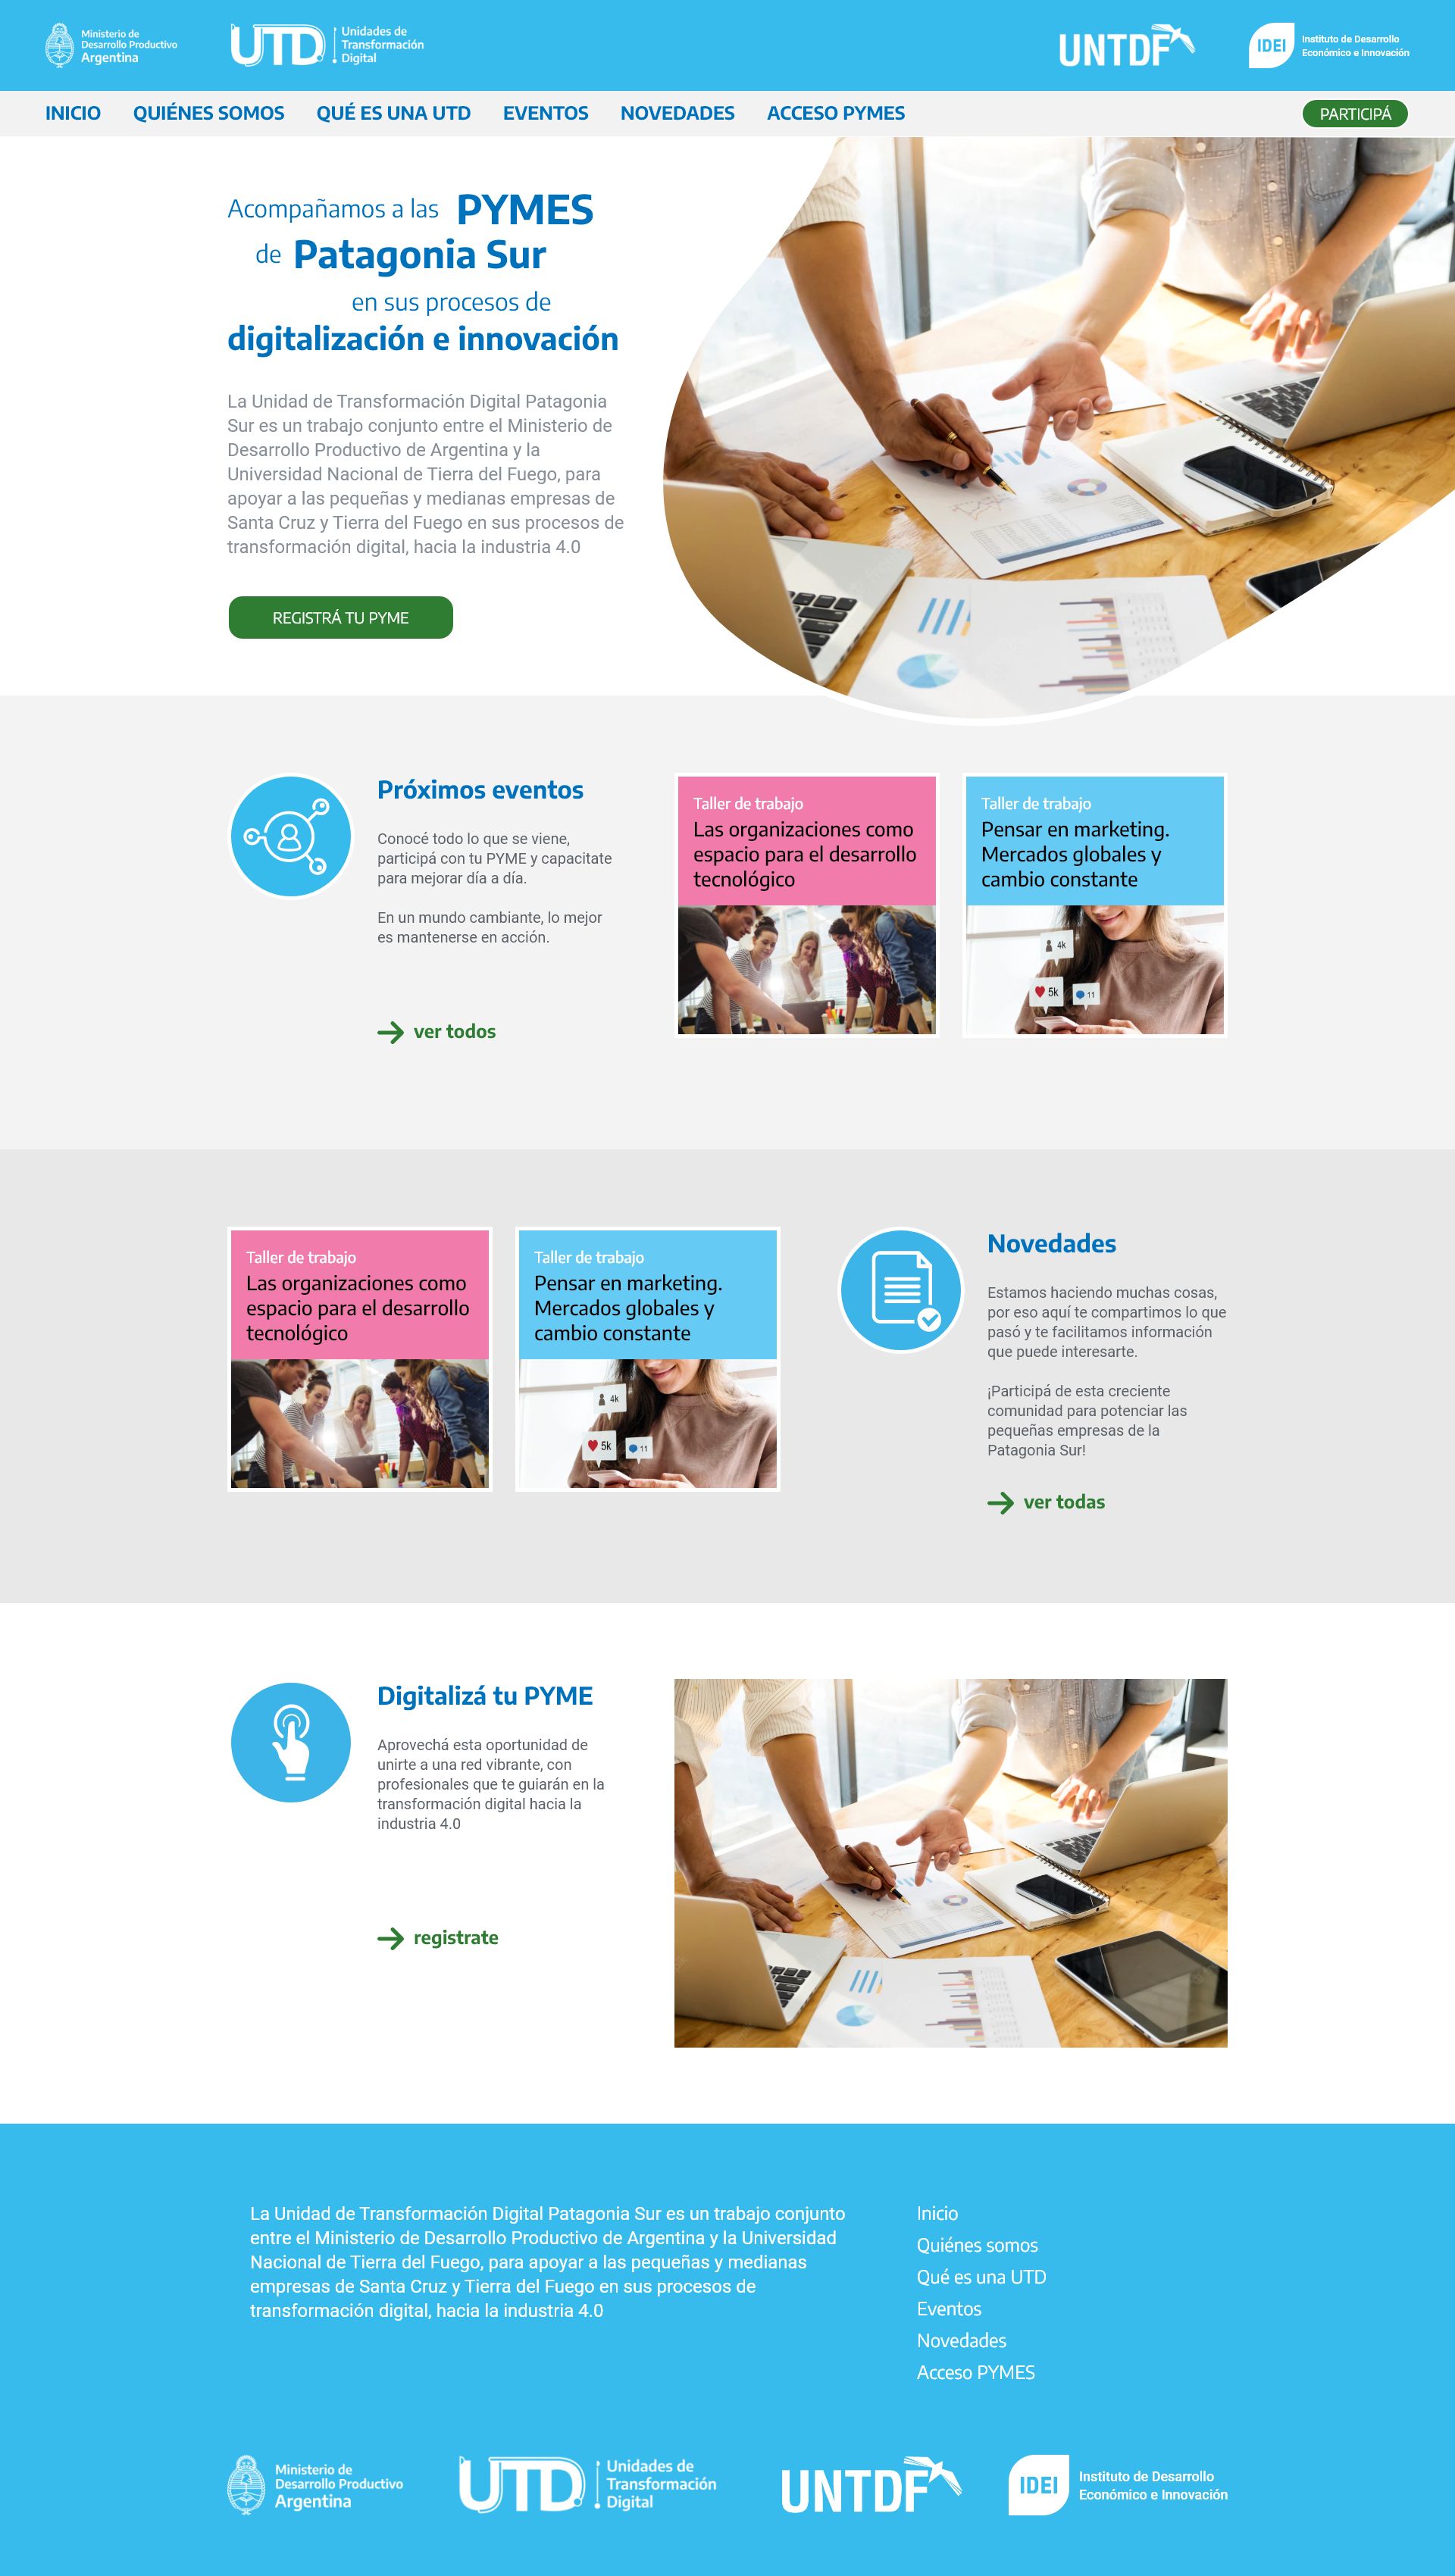 Ministerio de
Desarrollo Productivo
Argentina
UTD
Unidades de
Transformación
Digital
UNTDF
IDEI
Instituto de Desarrollo
Económico e Innovación
INICIO QUIÉNES SOMOS QUÉ ES UNA UTD EVENTOS NOVEDADES ACCESO PYMES PARTICIPÁ
Acompañamos a las PYMES
de Patagonia Sur
en sus procesos de
digitalización e innovación
La Unidad de Transformación Digital Patagonia
Sur es un trabajo conjunto entre el Ministerio de
Desarrollo Productivo de Argentina y la
Universidad Nacional de Tierra del Fuego, para
apoyar a las pequeñas y medianas empresas de
Santa Cruz y Tierra del Fuego en sus procesos de
transformación digital, hacia la industria 4.0
REGISTRÁ TU PYME
Próximos eventos
Conocé todo lo que se viene,
participá con tu PYME y capacitate
para mejorar día a día.
En un mundo cambiante, lo mejor
es mantenerse en acción.
ver todos
Taller de trabajo
Las organizaciones como
espacio para el desarrollo
tecnológico
Taller de trabajo
Pensar en marketing.
Mercados globales y
cambio constante
4k
5k
11
Taller de trabajo
Las organizaciones como
espacio para el desarrollo
tecnológico
Taller de trabajo
Pensar en marketing.
Mercados globales y
cambio constante
4k
5k
11
Novedades
Estamos haciendo muchas cosas,
por eso aquí te compartimos lo que
pasó y te facilitamos información
que puede interesarte.
¡Participá de esta creciente
comunidad para potenciar las
pequeñas empresas de la
Patagonia Sur!
ver todas
Digitalizá tu PYME
Aprovechá esta oportunidad de
unirte a una red vibrante, con
profesionales que te guiarán en la
transformación digital hacia la
industria 4.0
registrate
La Unidad de Transformación Digital Patagonia Sur es un trabajo conjunto
entre el Ministerio de Desarrollo Productivo de Argentina y la Universidad
Nacional de Tierra del Fuego, para apoyar a las pequeñas y medianas
empresas de Santa Cruz y Tierra del Fuego en sus procesos de
transformación digital, hacia la industria 4.0
Inicio
Quiénes somos
Qué es una UTD
Eventos
Novedades
Acceso PYMES
Ministerio de
Desarrollo Productivo
Argentina
UTD
Unidades de
Transformación
Digital
UNTDF
IDEI
Instituto de Desarrollo
Económico e Innovación